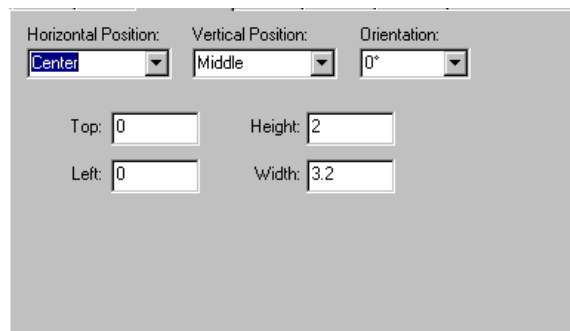 Horizontal Position: Vertical Position: Orientation:
Center Middle 0°
Top: 0 Height: 2
Left: 0 Width: 3.2